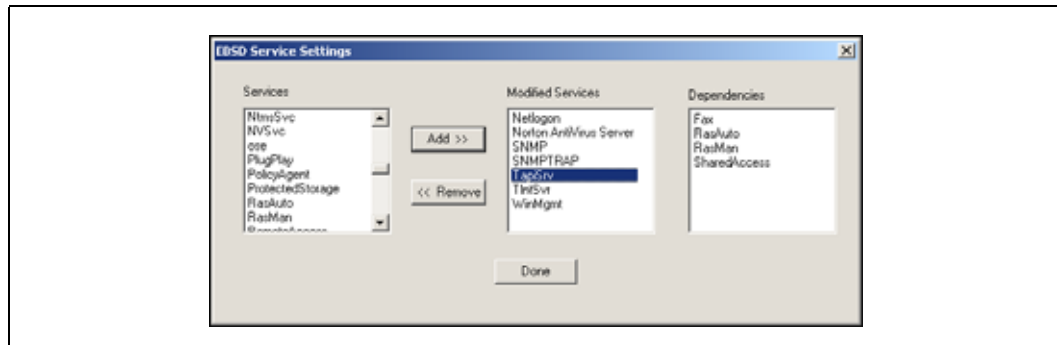 EBSD Service Settings
Services
NtmsSvc
NVSvc
ose
PlugPlay
PolicyAgent
ProtectedStorage
RasAuto
RasMan
RemoteAccess
Add >>
<< Remove
Modified Services
Netlogon
Norton AntiVirus Server
SNMP
SNMPTRAP
TapiSrv
TlntSvr
WinMgmt
Dependencies
Fax
RasAuto
RasMan
SharedAccess
Done